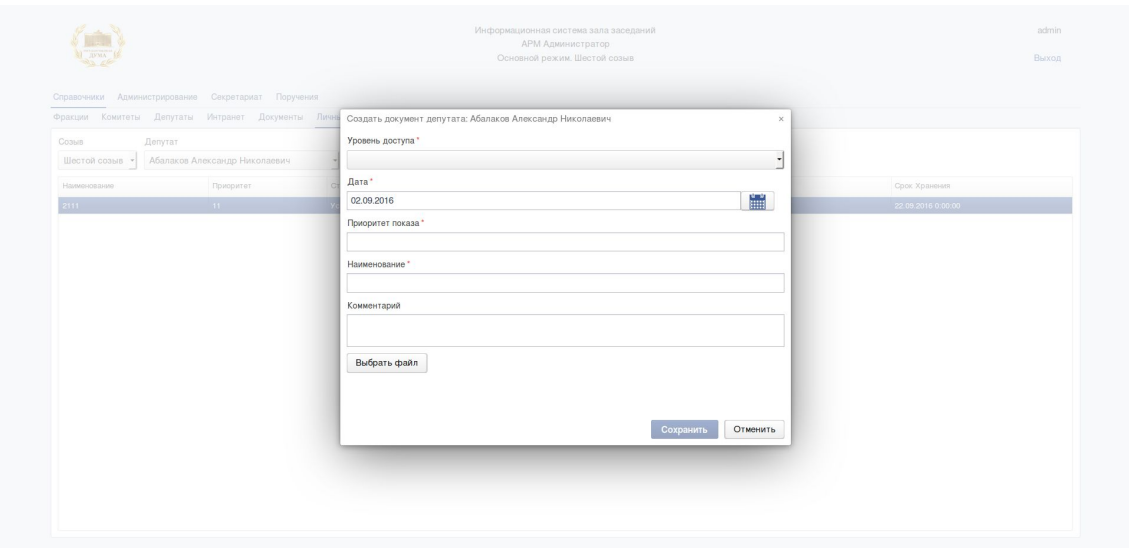 Информационная система зала заседаний
АРМ Администратор
Основной режим. Шестой созыв
admin
Выход
ДУМА
Справочники Администрирование Секретариат Поручения
Фракции Комитеты Депутаты Интранет Документы
Созыв Депутат
Шестой созыв Абалаков Александр Николаевич
Наименование Приоритет Срок Хранения
2111 11 22.09.2016 0:00:00
Создать документ депутата: Абалаков Александр Николаевич ×
Уровень доступа *
Дата *
02.09.2016
Приоритет показа *
Наименование *
Комментарий
Выбрать файл
Сохранить Отменить